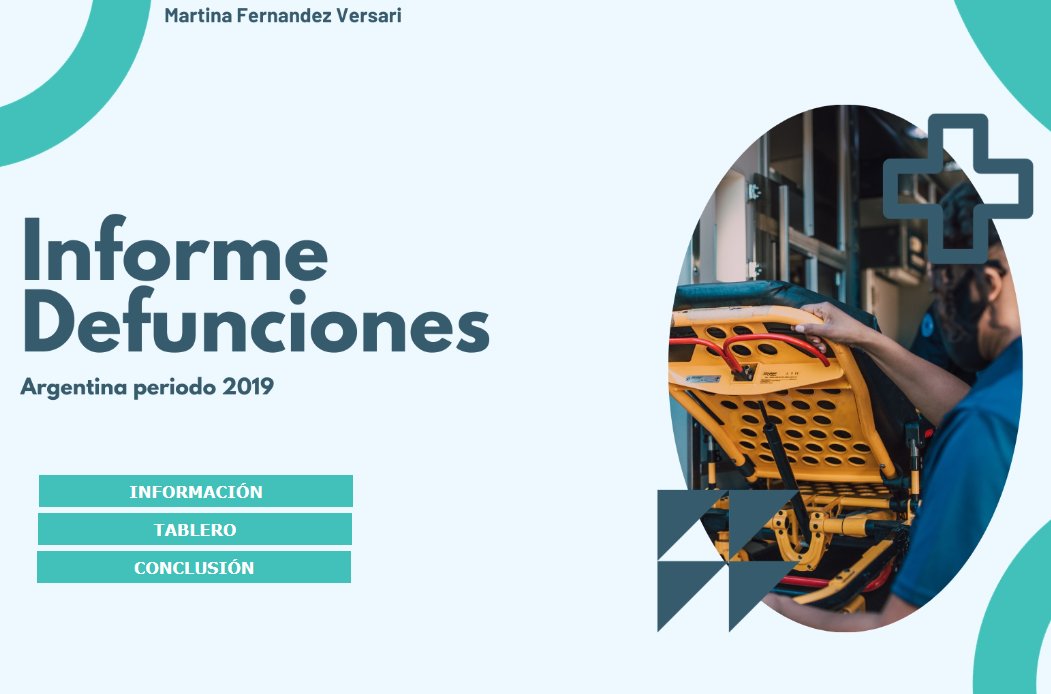 Martina Fernandez Versari
Informe
Defunciones
Argentina periodo 2019
INFORMACIÓN
TABLERO
CONCLUSIÓN